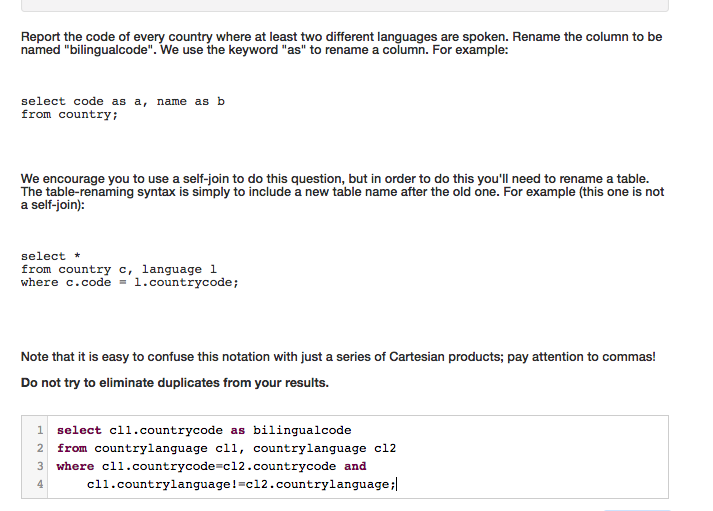 Report the code of every country where at least two different languages are spoken. Rename the column to be
named "bilingualcode". We use the keyword "as" to rename a column. For example:
select code as a, name as b
from country;
We encourage you to use a self-join to do this question, but in order to do this you'll need to rename a table.
The table-renaming syntax is simply to include a new table name after the old one. For example (this one is not
a self-join):
select *
from country c, language l
where c.code = l.countrycode;
Note that it is easy to confuse this notation with just a series of Cartesian products; pay attention to commas!
Do not try to eliminate duplicates from your results.
1 select cl1.countrycode as bilingualcode
2 from countrylanguage cl1, countrylanguage cl2
3 where cl1.countrycode=cl2.countrycode and
4 cl1.countrylanguage!=cl2.countrylanguage;